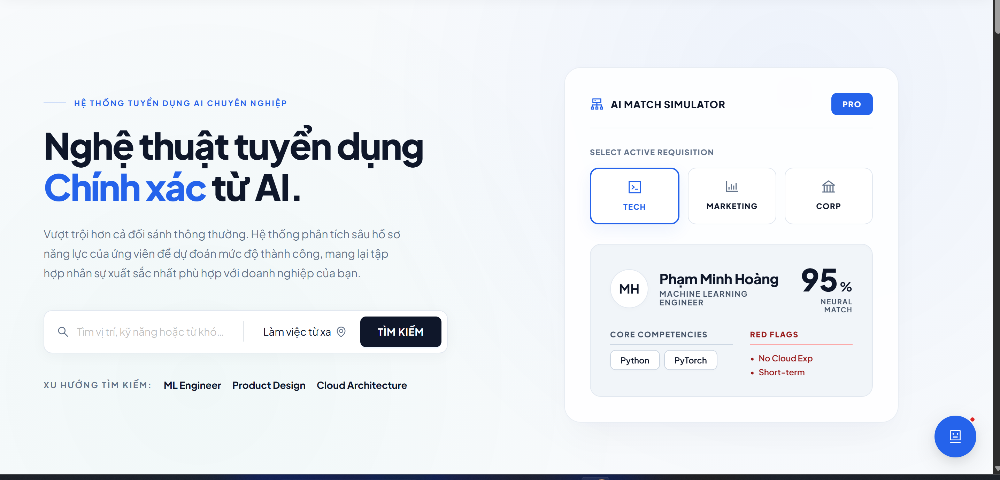 HỆ THỐNG TUYỂN DỤNG AI CHUYÊN NGHIỆP
Nghệ thuật tuyển dụng
Chính xác từ AI.
Vượt trội hơn cả đối sánh thông thường. Hệ thống phân tích sâu hồ sơ
năng lực của ứng viên để dự đoán mức độ thành công, mang lại tập
hợp nhân sự xuất sắc nhất phù hợp với doanh nghiệp của bạn.
Tìm vị trí, kỹ năng hoặc từ khó...
Làm việc từ xa
TÌM KIẾM
XU HƯỚNG TÌM KIẾM:
ML Engineer
Product Design
Cloud Architecture
AI MATCH SIMULATOR
PRO
SELECT ACTIVE REQUISITION
TECH
MARKETING
CORP
MH
Phạm Minh Hoàng
MACHINE LEARNING
ENGINEER
95%
NEURAL
MATCH
CORE COMPETENCIES
Python
PyTorch
RED FLAGS
• No Cloud Exp
• Short-term